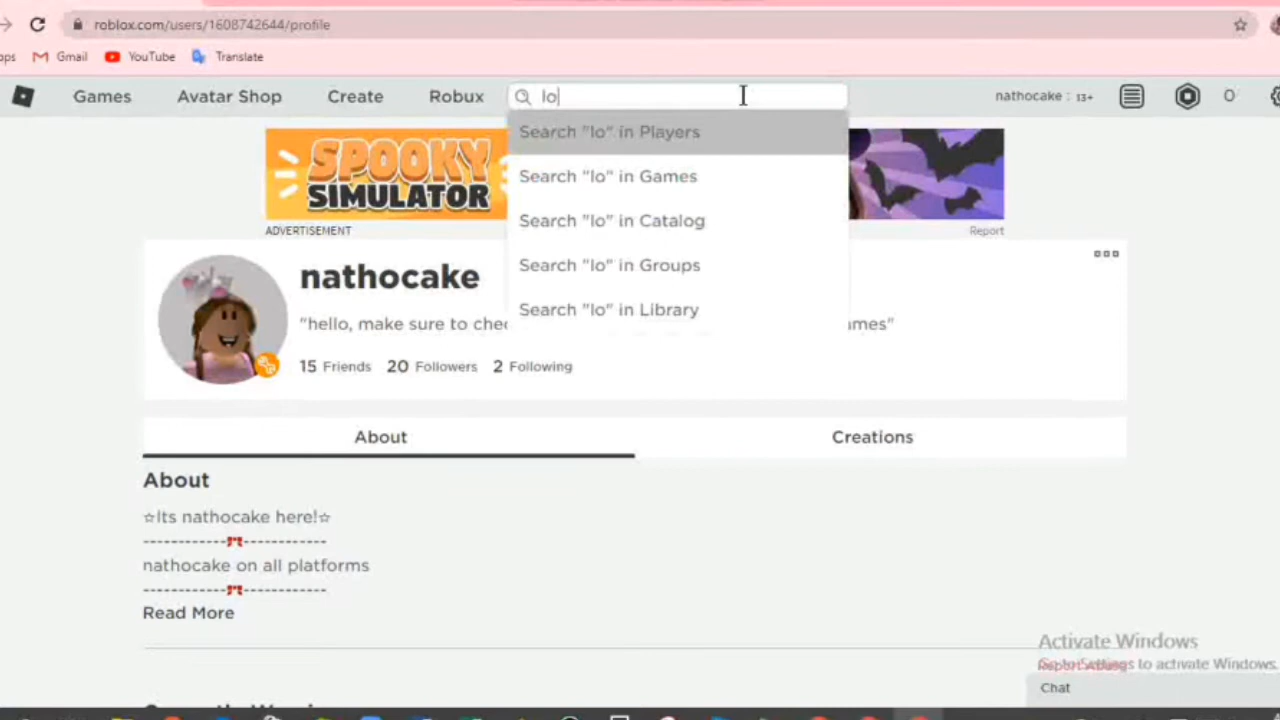 roblox.com/users/1608742644/profile
Gmail YouTube Translate
Games Avatar Shop Create Robux lo nathocake : 13+ 0
Search "lo" in Players
Search "lo" in Games
Search "lo" in Catalog
Search "lo" in Groups
Search "lo" in Library
SPOOKY
SIMULATOR
ADVERTISEMENT Report
nathocake
"hello, make sure to
15 Friends 20 Followers 2 Following
About Creations
About
☆Its nathocake here!☆
------------🎀------------
nathocake on all platforms
------------🎀------------
Read More
Activate Windows
Go to Settings to activate Windows.
Chat